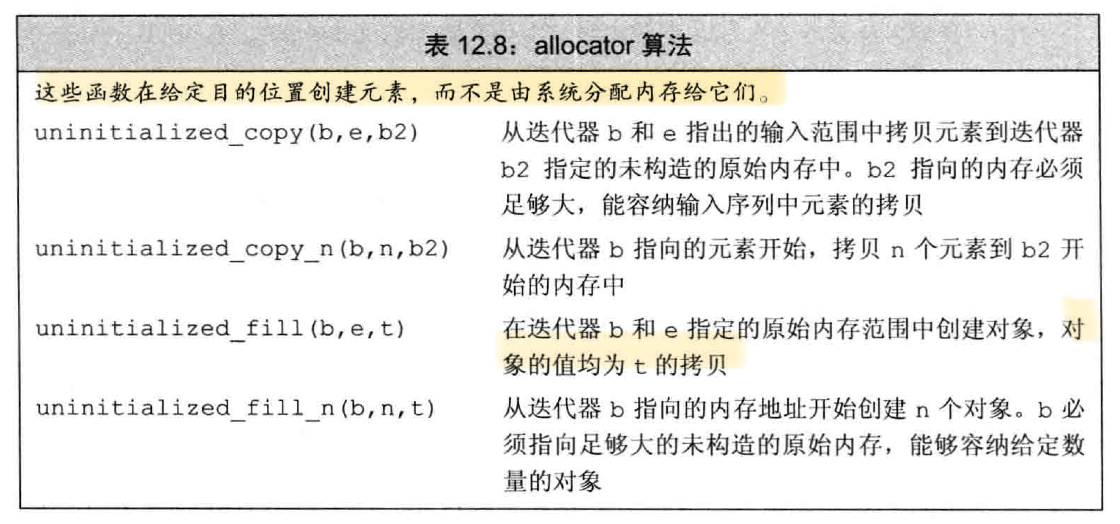 表 12.8：allocator 算法
这些函数在给定目的位置创建元素，而不是由系统分配内存给它们。
uninitialized_copy(b,e,b2) 从迭代器 b 和 e 指出的输入范围中拷贝元素到迭代器
b2 指定的未构造的原始内存中。b2 指向的内存必须
足够大，能容纳输入序列中元素的拷贝
uninitialized_copy_n(b,n,b2) 从迭代器 b 指向的元素开始，拷贝 n 个元素到 b2 开
始的内存中
uninitialized_fill(b,e,t) 在迭代器 b 和 e 指定的原始内存范围中创建对象，对
象的值均为 t 的拷贝
uninitialized_fill_n(b,n,t) 从迭代器 b 指向的内存地址开始创建 n 个对象。b 必
须指向足够大的未构造的原始内存，能够容纳给定数
量的对象